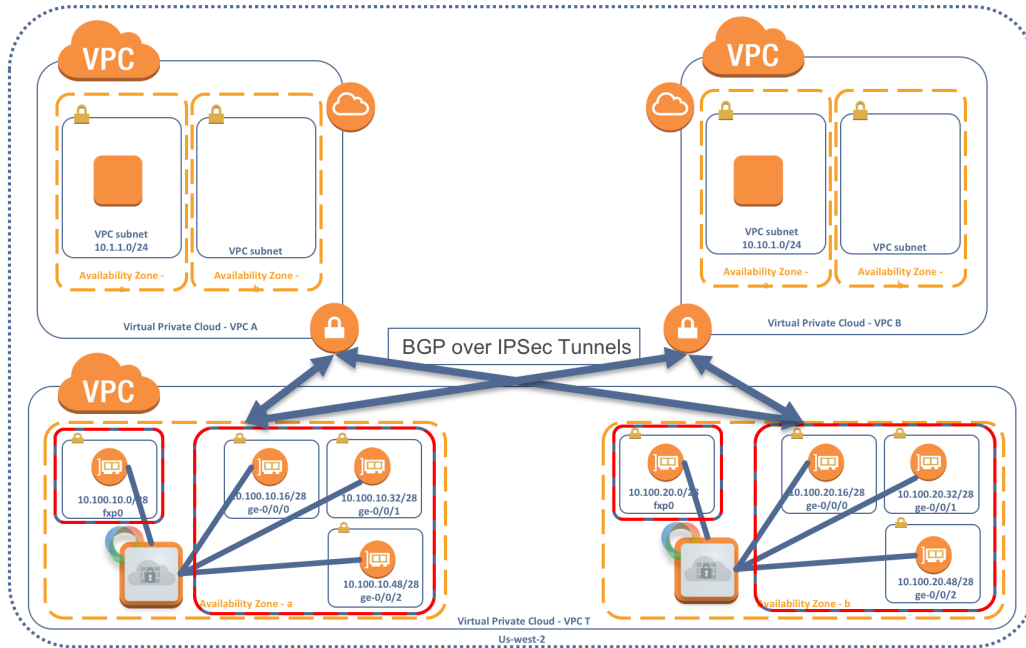 VPC
VPC
VPC subnet
10.1.1.0/24
VPC subnet
Availability Zone -
Availability Zone -
Virtual Private Cloud - VPC A
VPC subnet
10.10.1.0/24
VPC subnet
Availability Zone -
Availability Zone -
Virtual Private Cloud - VPC B
BGP over IPSec Tunnels
VPC
10.100.10.0/28
fxp0
10.100.10.16/28
ge-0/0/0
10.100.10.32/28
ge-0/0/1
10.100.10.48/28
ge-0/0/2
Availability Zone - a
10.100.20.0/28
fxp0
10.100.20.16/28
ge-0/0/0
10.100.20.32/28
ge-0/0/1
10.100.20.48/28
ge-0/0/2
Availability Zone - b
Virtual Private Cloud - VPC T
Us-west-2